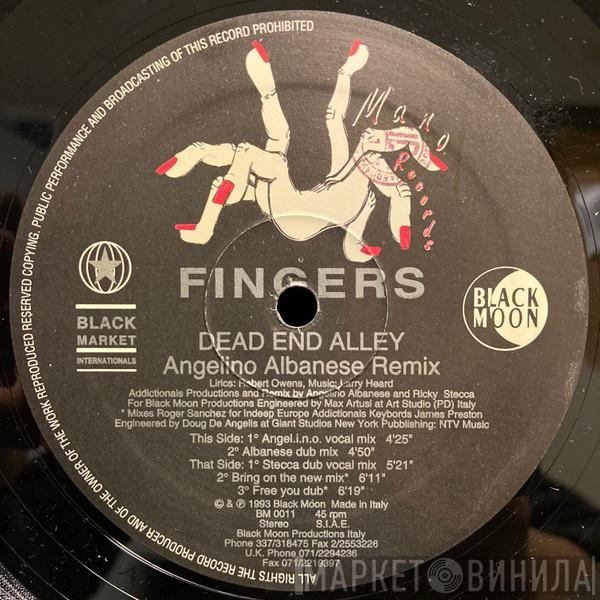 ALL RIGHTS THE RECORD PRODUCER AND OF THE OWNER OF THE WORK REPRODUCED RESERVED COPYING, PUBLIC PERFORMANCE AND BROADCASTING OF THIS RECORD PROHIBITED
Mano Records
FINGERS
BLACK
MARKET
INTERNATIONALS
BLACK
MOON
DEAD END ALLEY
Angelino Albanese Remix
Lirics: Robert Owens, Music: Larry Heard
Addictionals Productions and Remix by Angelino Albanese and Ricky Stecca
For Black Moon Productions Engineered by Max Artusi at Art Studio (PD) Italy
* Mixes Roger Sanchez for Indeep Europe Addictionals Keybords James Preston
Engineered by Doug De Angelis at Giant Studios New York Pubblishing: NTV Music
This Side: 1° Angel.i.n.o. vocal mix 4'25"
2° Albanese dub mix 4'50"
That Side: 1° Stecca dub vocal mix 5'21"
2° Bring on the new mix* 6'11"
3° Free you dub* 6'19"
© & ℗ 1993 Black Moon Made in Italy
BM 0011 45 rpm
Stereo S.I.A.E.
Black Moon Productions Italy
Phone 337/318475 Fax 2/2553226
U.K. Phone 071/2294236
Fax 071/2219397
МАРКЕТ ВИНИЛА